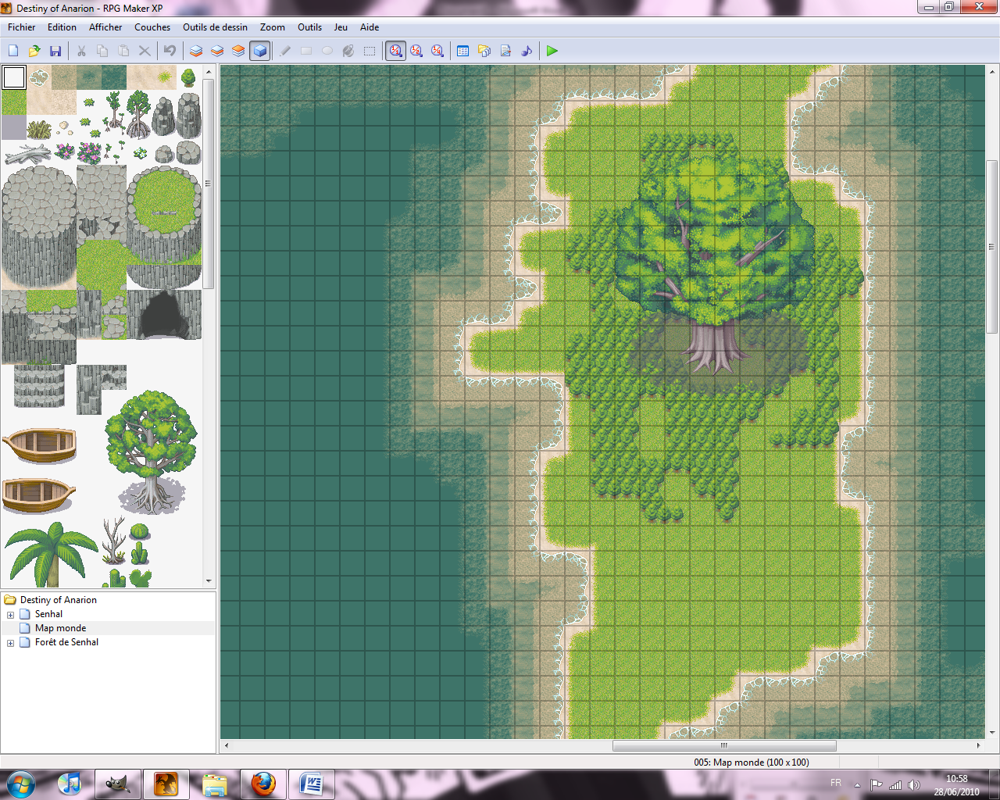 Destiny of Anarion - RPG Maker XP
Fichier Edition Afficher Couches Outils de dessin Zoom Outils Jeu Aide
Destiny of Anarion
Senhal
Map monde
Forêt de Senhal
005: Map monde (100 x 100)
FR
10:58
28/06/2010